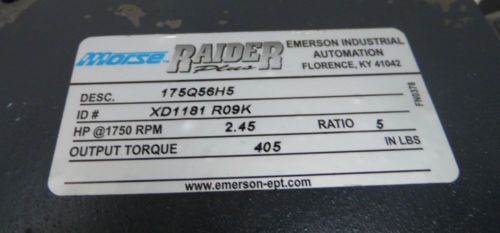 morse RAIDER Plus
EMERSON INDUSTRIAL
AUTOMATION
FLORENCE, KY 41042
DESC. 175Q56H5
ID # XD1181 R09K
HP @1750 RPM 2.45 RATIO 5
OUTPUT TORQUE 405 IN LBS
www.emerson-ept.com
FN0378